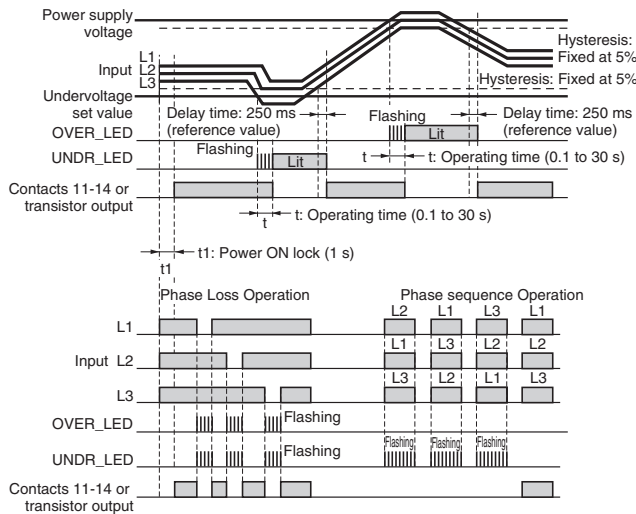 Power supply
voltage
L1
Input L2
L3
Hysteresis:
Fixed at 5%
Hysteresis: Fixed at 5%
Undervoltage
set value
Delay time: 250 ms
(reference value)
Flashing
Delay time: 250 ms
(reference value)
OVER_LED
Lit
Flashing
t
t: Operating time (0.1 to 30 s)
UNDR_LED
Lit
Contacts 11-14 or
transistor output
t: Operating time (0.1 to 30 s)
t
t1: Power ON lock (1 s)
t1
Phase Loss Operation
Phase sequence Operation
L1
L2 L1 L3 L1
Input L2
L1 L3 L2 L2
L3
L3 L2 L1 L3
OVER_LED
Flashing
UNDR_LED
Flashing
Flashing Flashing Flashing
Contacts 11-14 or
transistor output